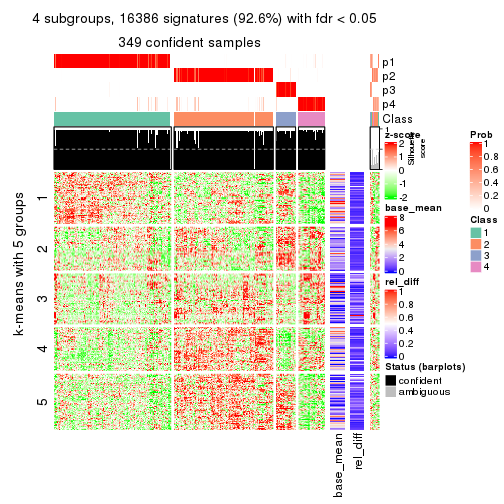 4 subgroups, 16386 signatures (92.6%) with fdr < 0.05
349 confident samples
p1
p2
p3
p4
Class
1
Silhouette
score
k-means with 5 groups
1
2
3
4
5
base_mean
rel_diff
z-score
2
1
0
-1
-2
base_mean
8
6
4
2
0
rel_diff
1
0.8
0.6
0.4
0.2
0
Status (barplots)
confident
ambiguous
Prob
1
0.8
0.6
0.4
0.2
0
Class
1
2
3
4